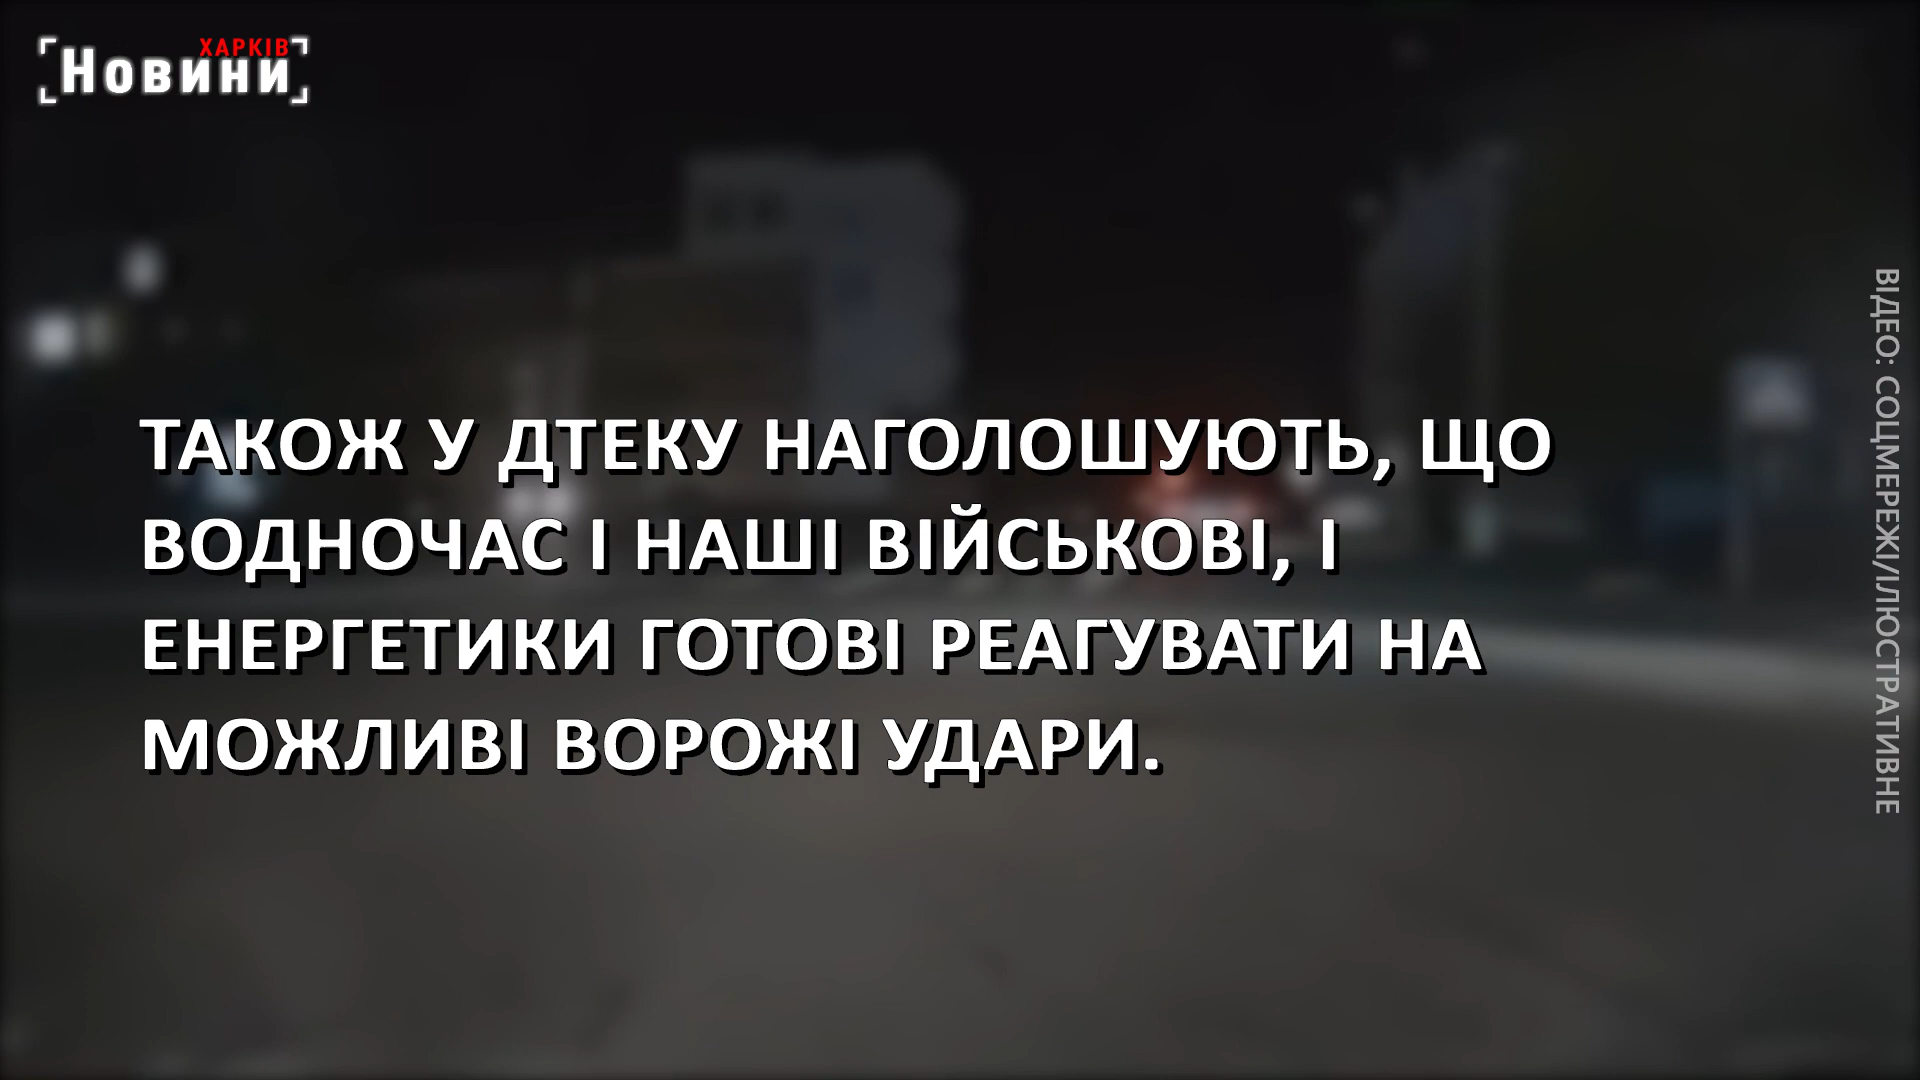 ХАРКІВ
Новини
ТАКОЖ У ДТЕКУ НАГОЛОШУЮТЬ, ЩО
ВОДНОЧАС І НАШІ ВІЙСЬКОВІ, І
ЕНЕРГЕТИКИ ГОТОВІ РЕАГУВАТИ НА
МОЖЛИВІ ВОРОЖІ УДАРИ.
ВІДЕО: СОЦМЕРЕЖІ/ІЛЮСТРАТИВНЕ